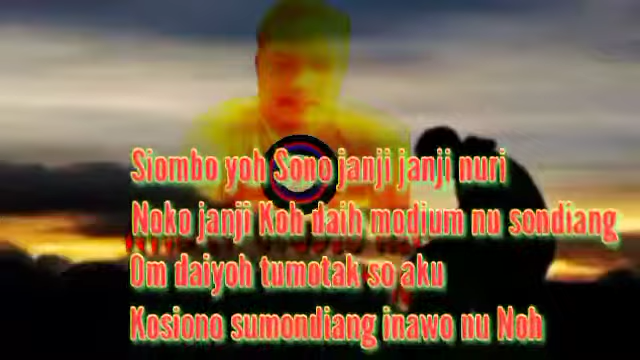 Siombo yoh Sono janji janji nuri
Noko janji Koh daih modium nu sondiang
Om daiyoh tumotak so aku
Kosiono sumondiang inawo nu Noh